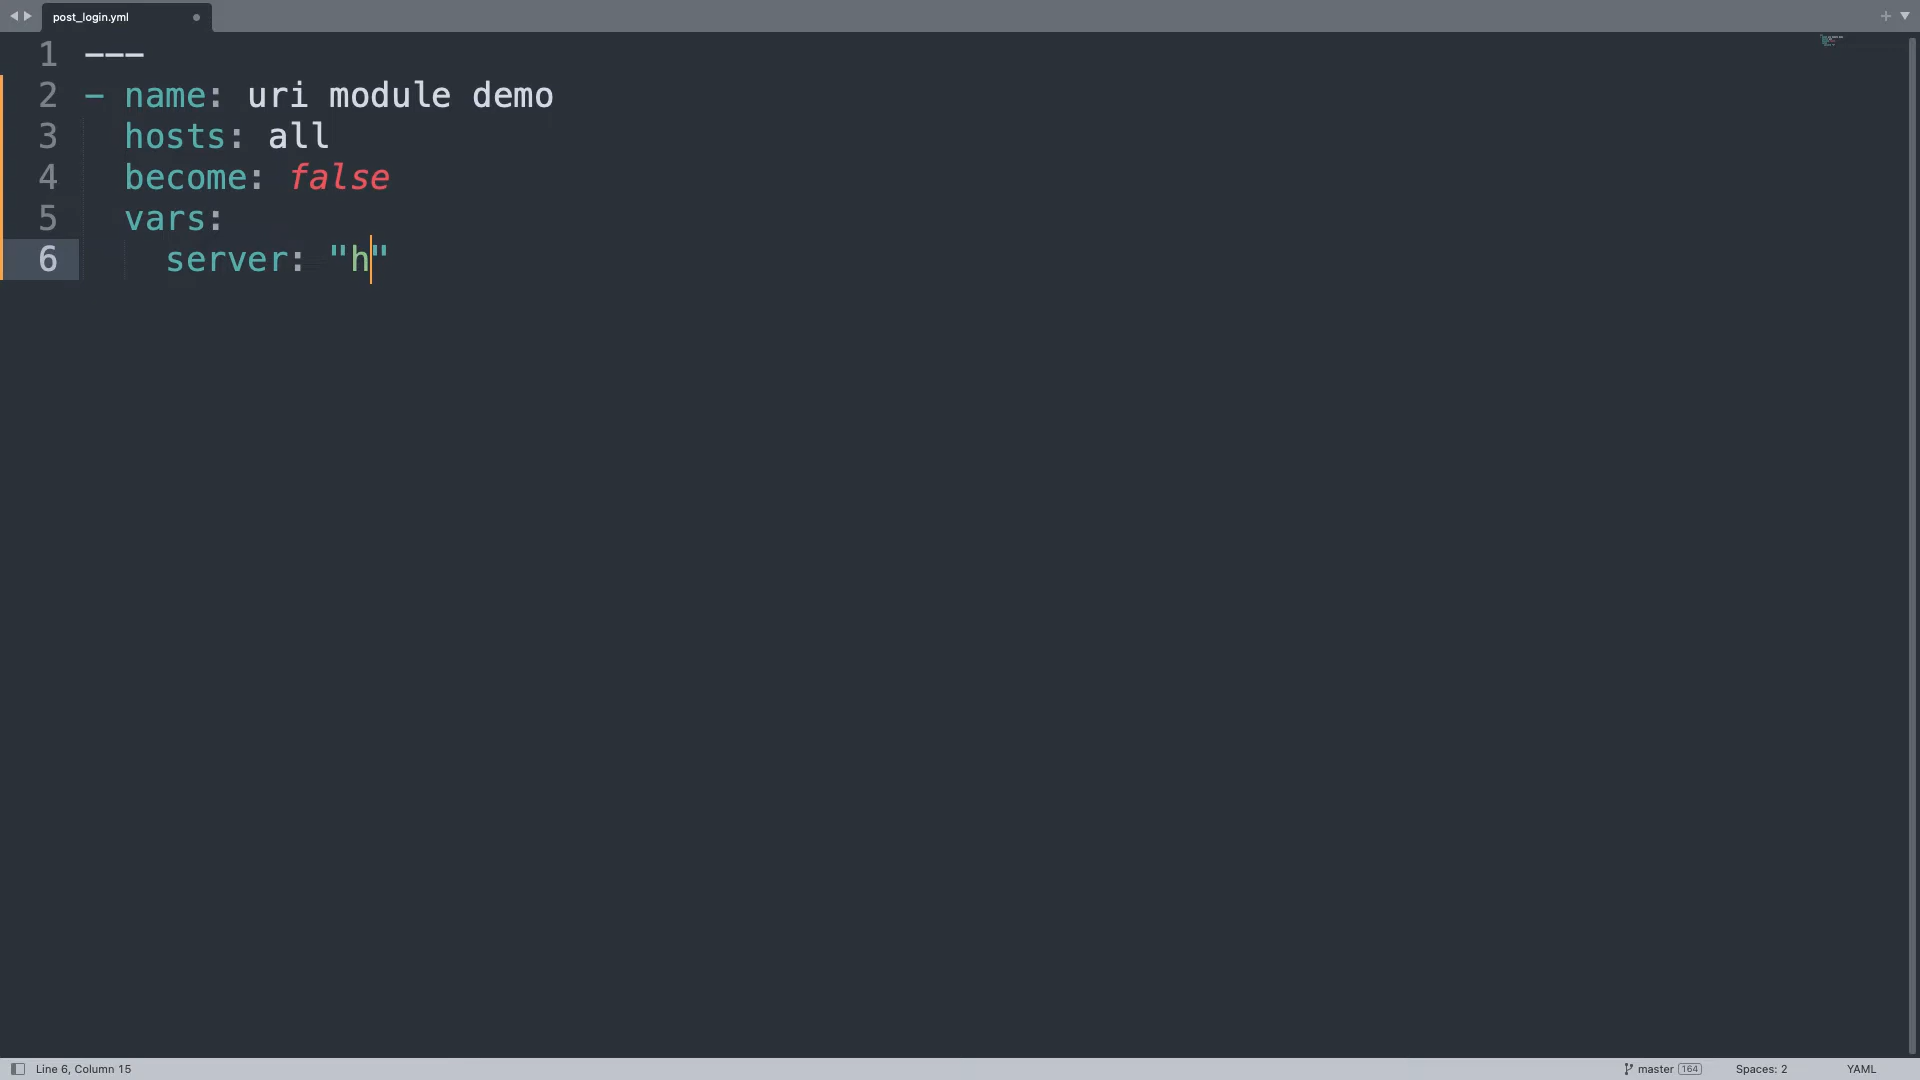 post_login.yml
1 ---
2 - name: uri module demo
3 hosts: all
4 become: false
5 vars:
6 server: "h"
Line 6, Column 15 master 164 Spaces: 2 YAML